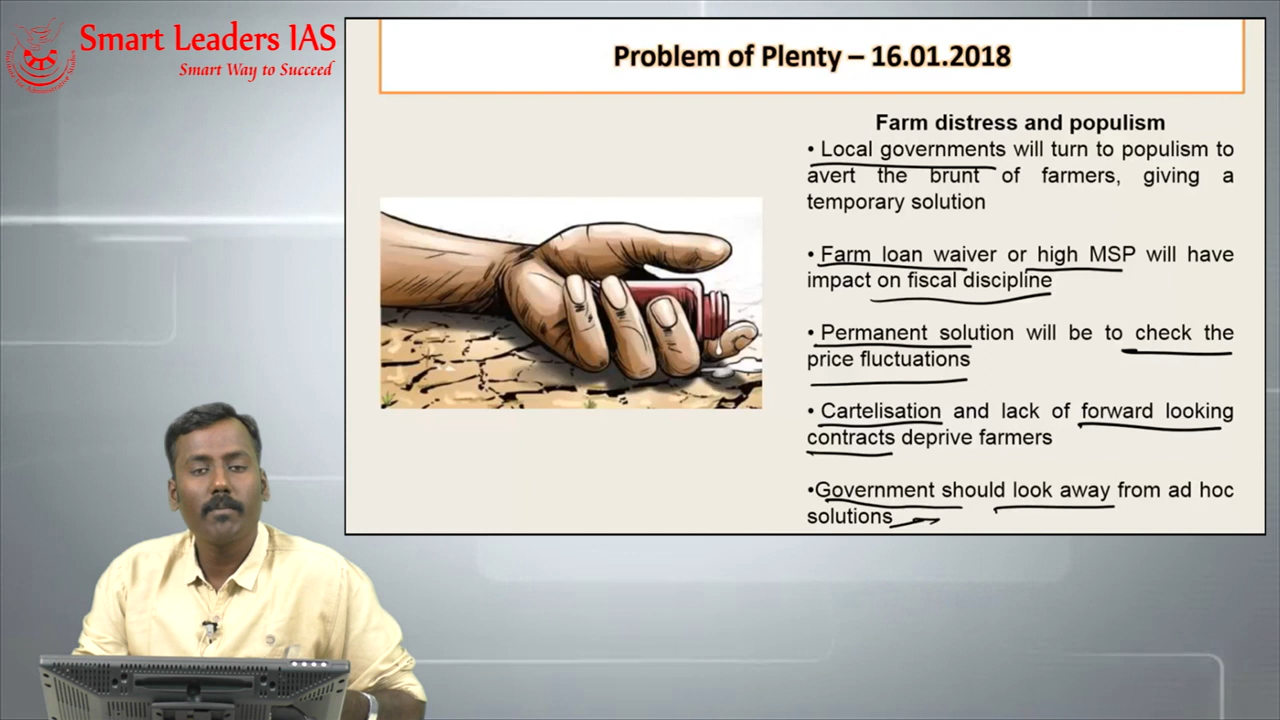 Smart Leaders IAS
Smart Way to Succeed
Problem of Plenty – 16.01.2018
Farm distress and populism
• Local governments will turn to populism to
avert the brunt of farmers, giving a
temporary solution
• Farm loan waiver or high MSP will have
impact on fiscal discipline
• Permanent solution will be to check the
price fluctuations
• Cartelisation and lack of forward looking
contracts deprive farmers
•Government should look away from ad hoc
solutions